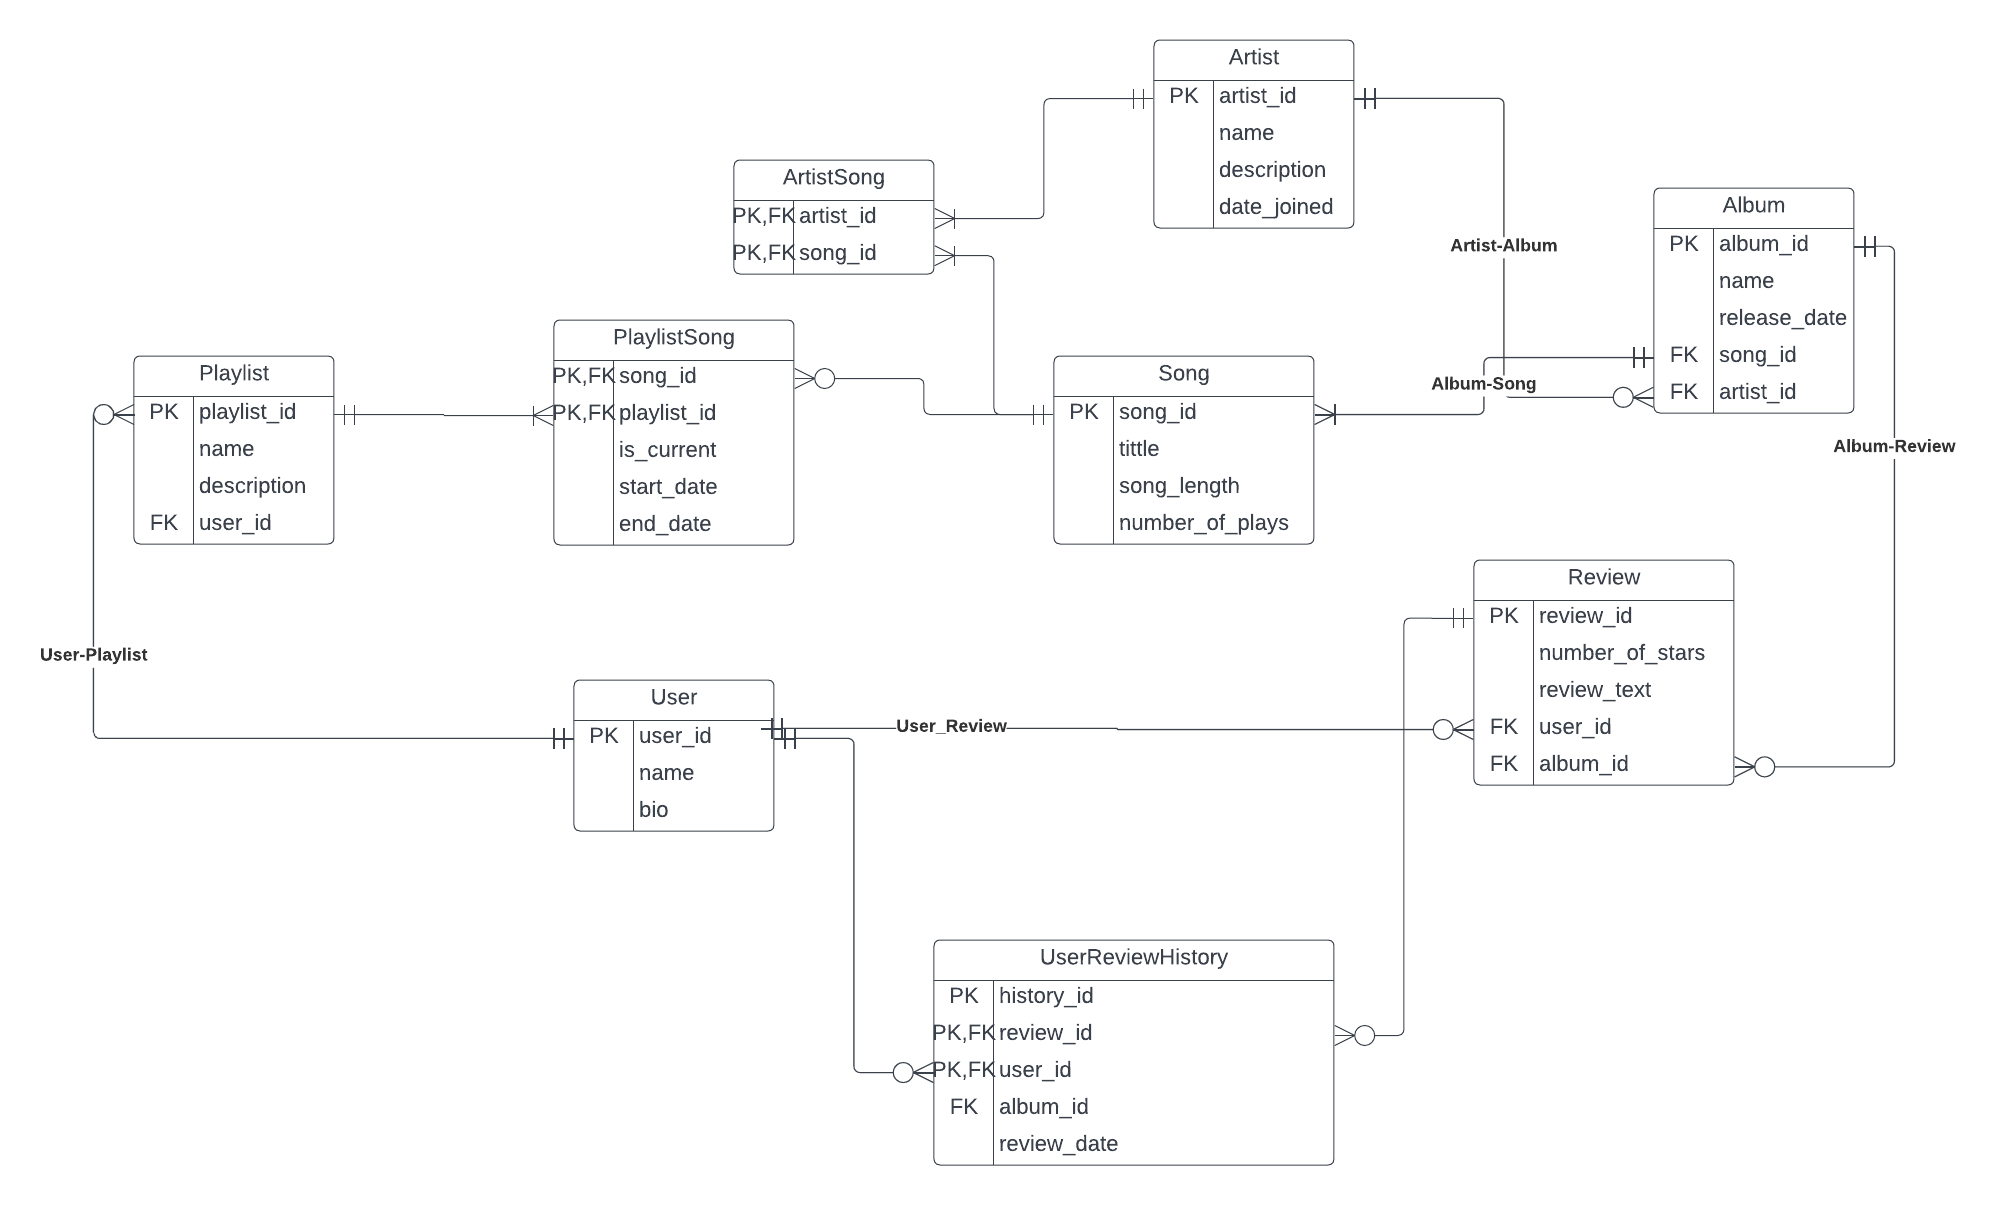 Artist
PK artist_id
name
description
date_joined
ArtistSong
PK,FK artist_id
PK,FK song_id
Album
PK album_id
name
release_date
FK song_id
FK artist_id
Artist-Album
PlaylistSong
PK,FK song_id
PK,FK playlist_id
is_current
start_date
end_date
Playlist
PK playlist_id
name
description
FK user_id
Song
PK song_id
tittle
song_length
number_of_plays
Album-Song
Album-Review
Review
PK review_id
number_of_stars
review_text
FK user_id
FK album_id
User-Playlist
User
PK user_id
name
bio
User_Review
UserReviewHistory
PK history_id
PK,FK review_id
PK,FK user_id
FK album_id
review_date